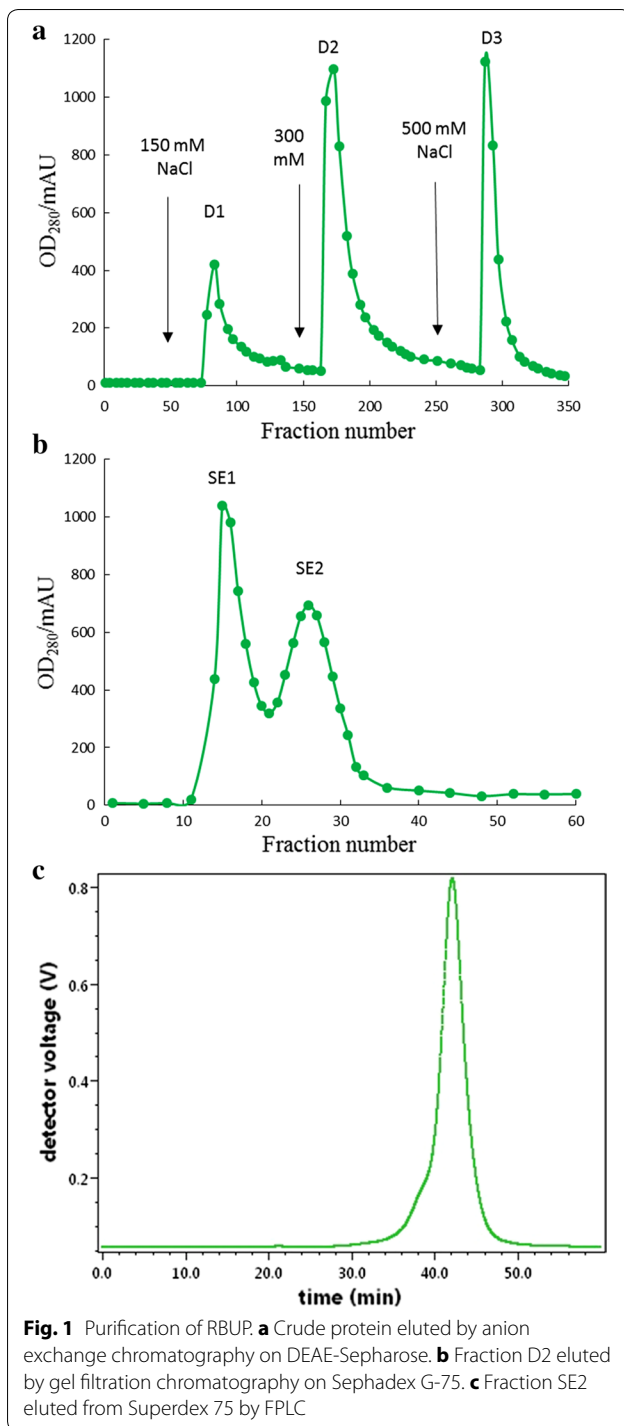 a
1200
1000
800
600
400
200
0
OD280/mAU
150 mM
NaCl
D1
300
mM
D2
500 mM
NaCl
D3
0 50 100 150 200 250 300 350
Fraction number
b
1200
1000
800
600
400
200
0
OD280/mAU
SE1
SE2
0 10 20 30 40 50 60
Fraction number
c
0.8
0.6
0.4
0.2
detector voltage (V)
0.0 10.0 20.0 30.0 40.0 50.0
time (min)
Fig. 1 Purification of RBUP. a Crude protein eluted by anion
exchange chromatography on DEAE-Sepharose. b Fraction D2 eluted
by gel filtration chromatography on Sephadex G-75. c Fraction SE2
eluted from Superdex 75 by FPLC